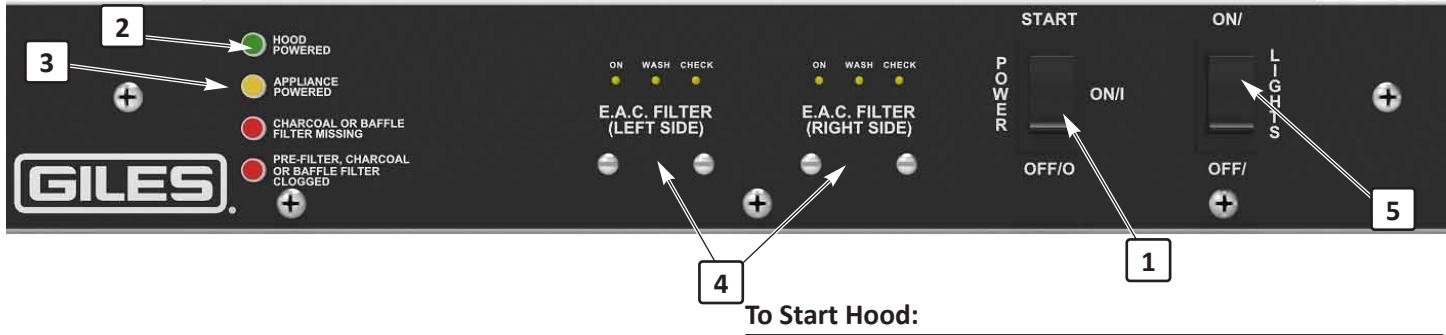 2
3
HOOD
POWERED
APPLIANCE
POWERED
CHARCOAL OR BAFFLE
FILTER MISSING
PRE-FILTER, CHARCOAL
OR BAFFLE FILTER
CLOGGED
GILES.
ON WASH CHECK
E.A.C. FILTER
(LEFT SIDE)
ON WASH CHECK
E.A.C. FILTER
(RIGHT SIDE)
START
POWER
ON/I
OFF/O
ON/
LIGHTS
OFF/
5
1
4
To Start Hood: